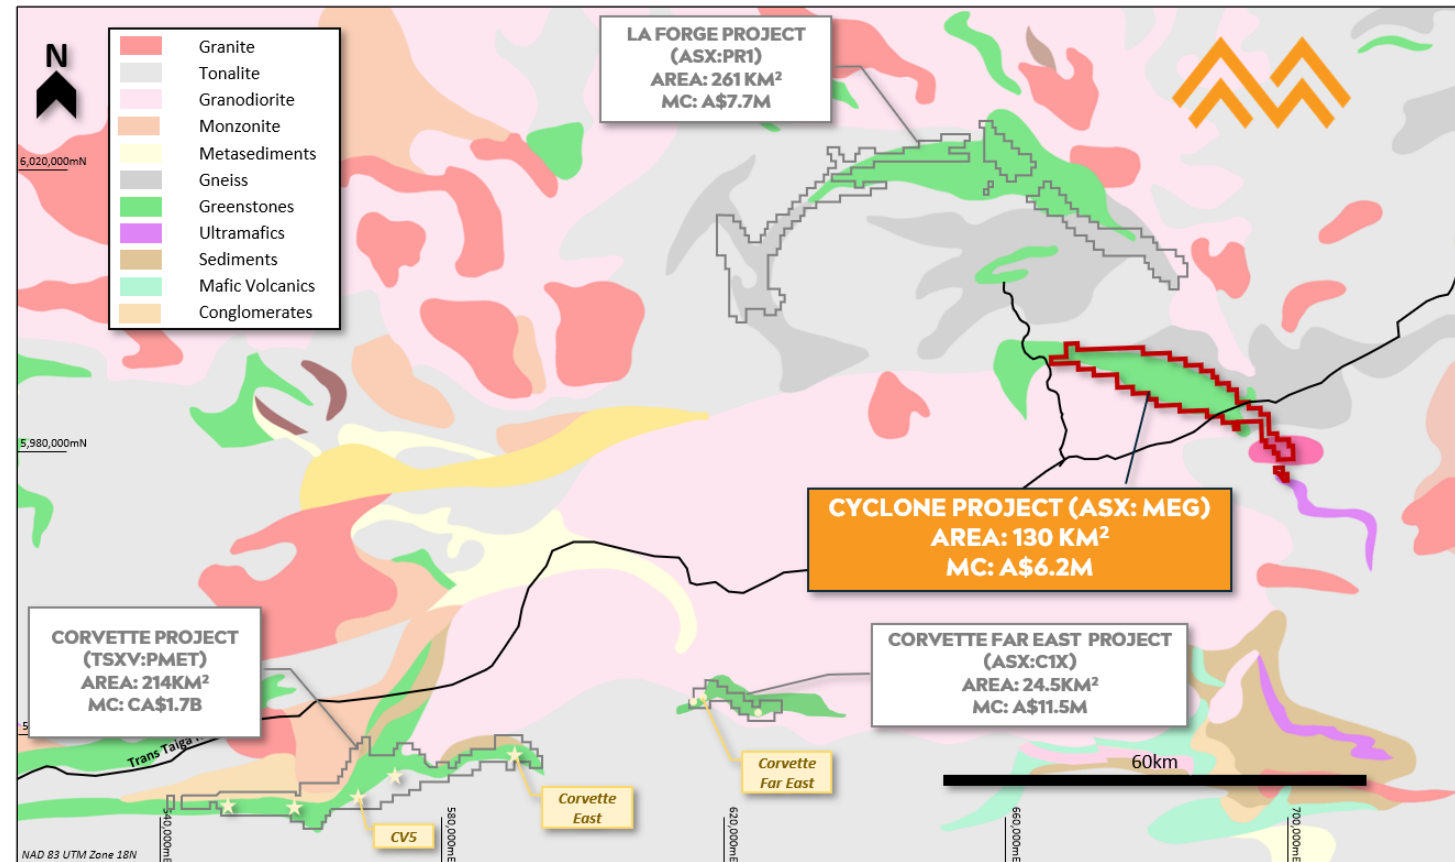 N
Granite
Tonalite
Granodiorite
Monzonite
Metasediments
Gneiss
Greenstones
Ultramafics
Sediments
Mafic Volcanics
Conglomerates
LA FORGE PROJECT
(ASX:PR1)
AREA: 261 KM²
MC: A$7.7M
6,020,000mN
5,980,000mN
CYCLONE PROJECT (ASX: MEG)
AREA: 130 KM²
MC: A$6.2M
CORVETTE PROJECT
(TSXV:PMET)
AREA: 214KM²
MC: CA$1.7B
CORVETTE FAR EAST PROJECT
(ASX:C1X)
AREA: 24.5KM²
MC: A$11.5M
Trans Taiga
60km
Corvette
Far East
Corvette
East
CV5
540,000mE
580,000mE
620,000mE
660,000mE
700,000mE
NAD 83 UTM Zone 18N